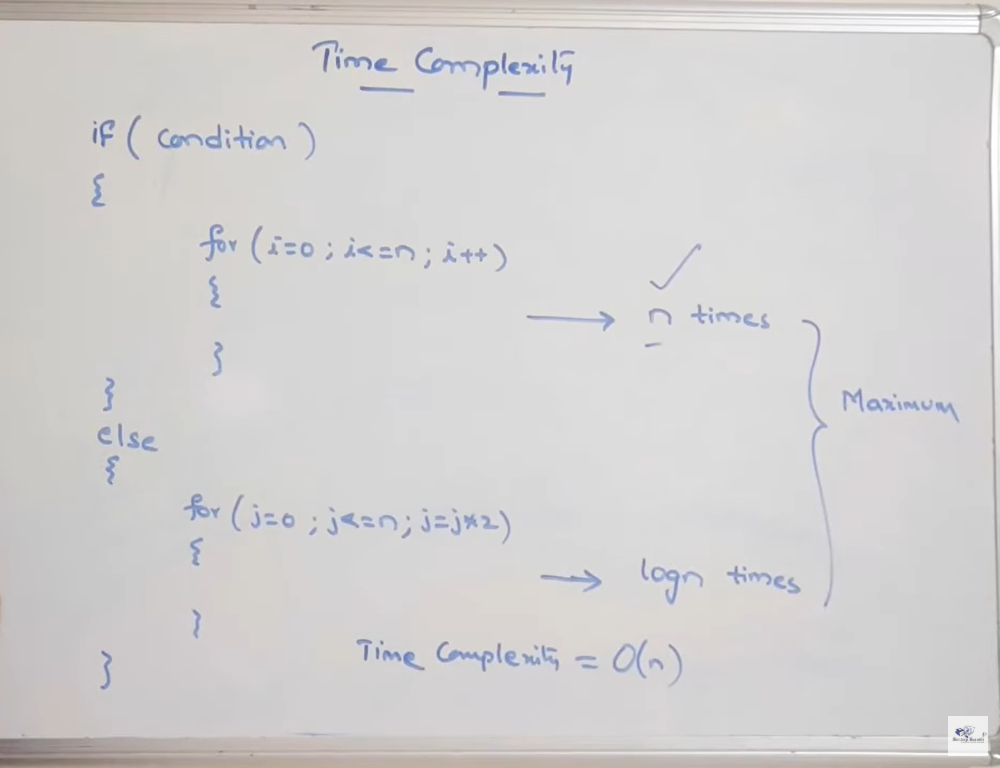 Time Complexity
if ( condition )
{
for ( i=0 ; i<=n ; i++ )
{
n times
}
}
Maximum
else
{
for ( j=0 ; j<=n ; j=j*2 )
{
logn times
}
Time Complexity = O(n)
}